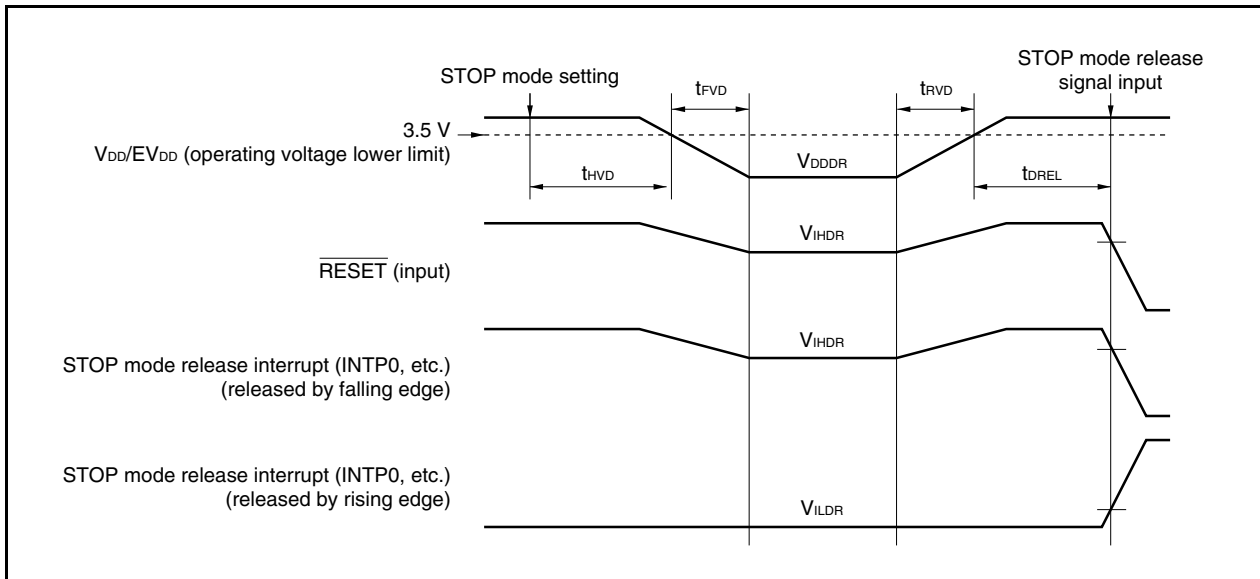 STOP mode setting
STOP mode release
signal input
tFVD
tRVD
3.5 V
VDD/EVDD (operating voltage lower limit)
VDDDR
tHVD
tDREL
VIHDR
RESET (input)
VIHDR
STOP mode release interrupt (INTP0, etc.)
(released by falling edge)
STOP mode release interrupt (INTP0, etc.)
(released by rising edge)
VILDR